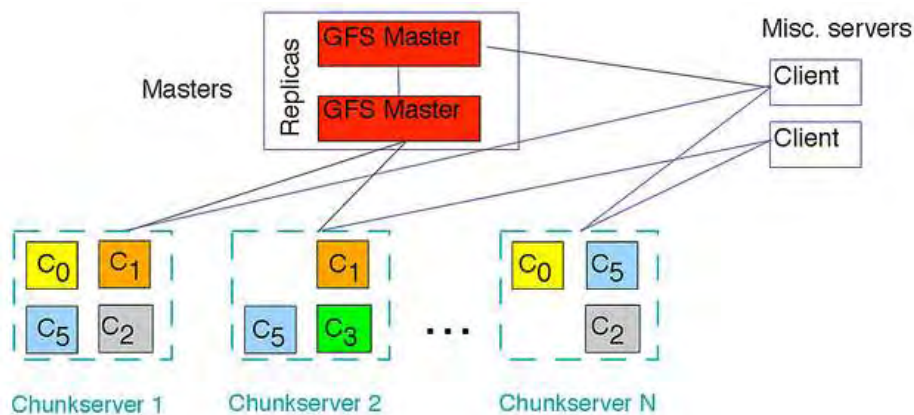 Misc. servers
Masters
Replicas
GFS Master
GFS Master
Client
Client
C0 C1
C5 C2
C1
C5 C3
C0 C5
C2
...
Chunkserver 1
Chunkserver 2
Chunkserver N